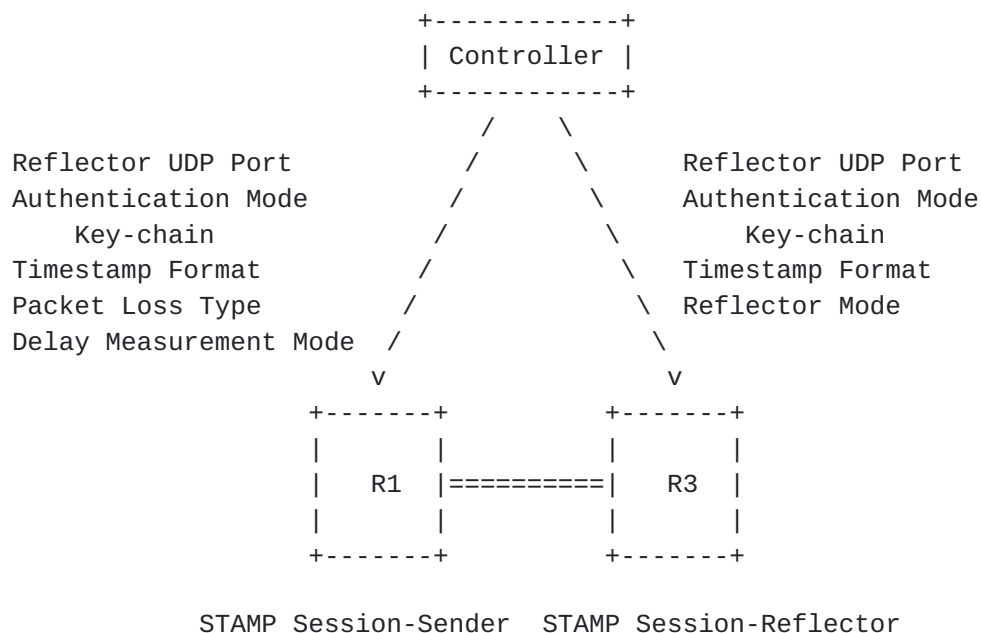 Controller
Reflector UDP Port
Authentication Mode
Key-chain
Timestamp Format
Packet Loss Type
Delay Measurement Mode
Reflector UDP Port
Authentication Mode
Key-chain
Timestamp Format
Reflector Mode
v v
R1 R3
STAMP Session-Sender STAMP Session-Reflector